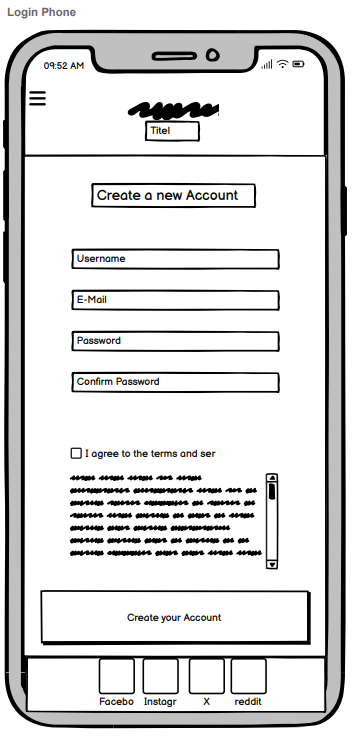 Login Phone
09:52 AM
Titel
Create a new Account
Username
E-Mail
Password
Confirm Password
I agree to the terms and ser
Create your Account
Facebo Instagr X reddit